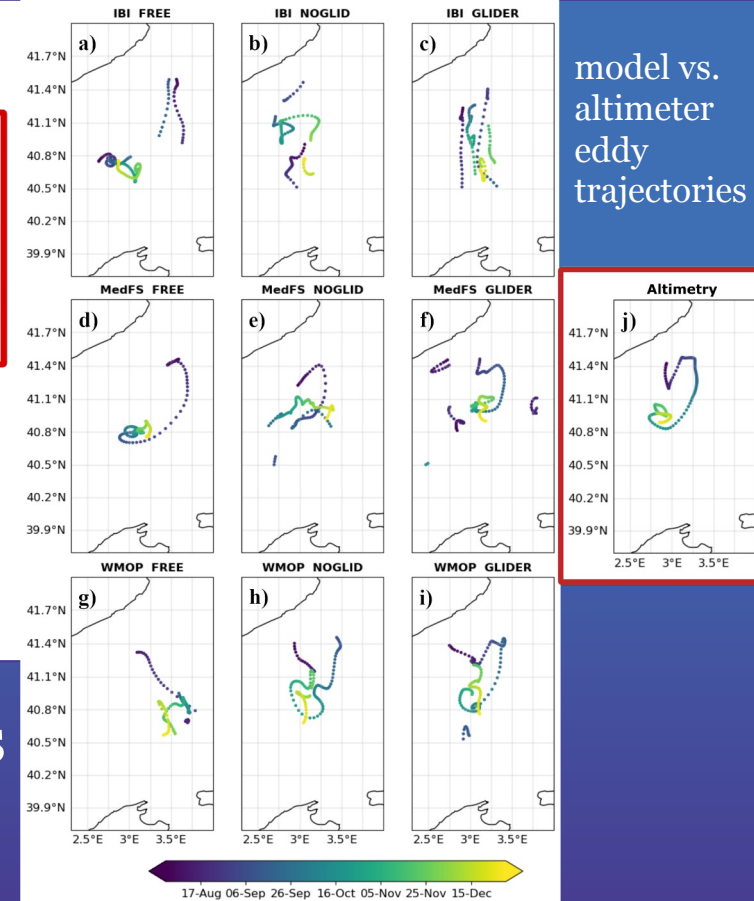 IBI FREE
IBI NOGLID
IBI GLIDER
a)
b)
c)
41.7°N
41.4°N
41.1°N
40.8°N
40.5°N
40.2°N
39.9°N
model vs.
altimeter
eddy
trajectories
MedFS FREE
MedFS NOGLID
MedFS GLIDER
d)
e)
f)
41.7°N
41.4°N
41.1°N
40.8°N
40.5°N
40.2°N
39.9°N
Altimetry
j)
41.7°N
41.4°N
41.1°N
40.8°N
40.5°N
40.2°N
39.9°N
2.5°E 3°E 3.5°E
WMOP FREE
WMOP NOGLID
WMOP GLIDER
g)
h)
i)
41.7°N
41.4°N
41.1°N
40.8°N
40.5°N
40.2°N
39.9°N
2.5°E 3°E 3.5°E
2.5°E 3°E 3.5°E
2.5°E 3°E 3.5°E
17-Aug 06-Sep 26-Sep 16-Oct 05-Nov 25-Nov 15-Dec
s